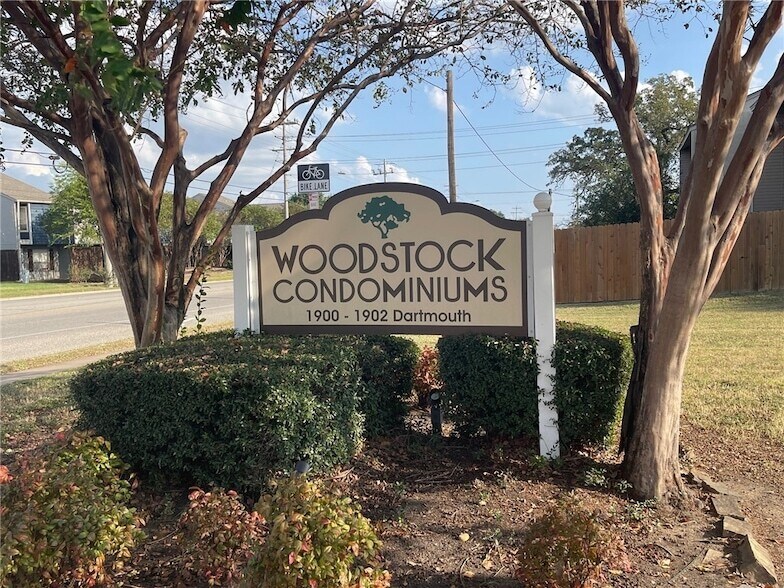 BIKE LANE
WOODSTOCK
CONDOMINIUMS
1900 - 1902 Dartmouth